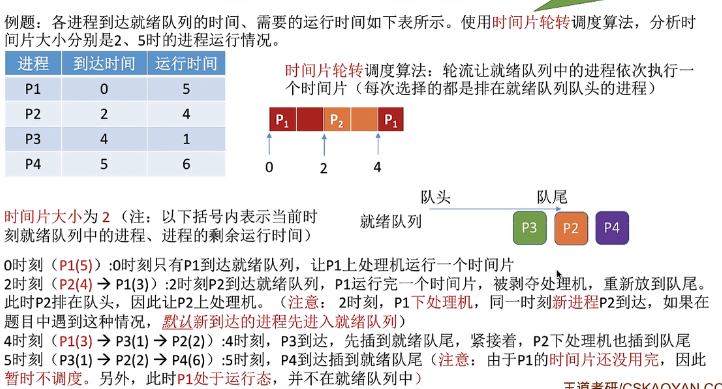 例题：各进程到达就绪队列的时间、需要的运行时间如下表所示。使用时间片轮转调度算法，分析时
间片大小分别是2、5时的进程运行情况。
进程 到达时间 运行时间
P1 0 5
P2 2 4
P3 4 1
P4 5 6
时间片轮转调度算法：轮流让就绪队列中的进程依次执行一
个时间片（每次选择的都是排在就绪队列队头的进程）
P1 P2 P1
0 2 4
队头 队尾
就绪队列 P3 P2 P4
时间片大小为 2 （注：以下括号内表示当前时
刻就绪队列中的进程、进程的剩余运行时间）
0时刻（P1(5)）:0时刻只有P1到达就绪队列，让P1上处理机运行一个时间片
2时刻（P2(4) → P1(3)）:2时刻P2到达就绪队列，P1运行完一个时间片，被剥夺处理机，重新放到队尾。
此时P2排在队头，因此让P2上处理机。（注意： 2时刻，P1下处理机，同一时刻新进程P2到达，如果在
题目中遇到这种情况，默认新到达的进程先进入就绪队列）
4时刻（P1(3) → P3(1) → P2(2)）:4时刻，P3到达，先插到就绪队尾，紧接着，P2下处理机也插到队尾
5时刻（P3(1) → P2(2) → P4(6)）:5时刻，P4到达插到就绪队尾（注意：由于P1的时间片还没用完，因此
暂时不调度。另外，此时P1处于运行态，并不在就绪队列中）
王道考研/CSKAOYAN.CO